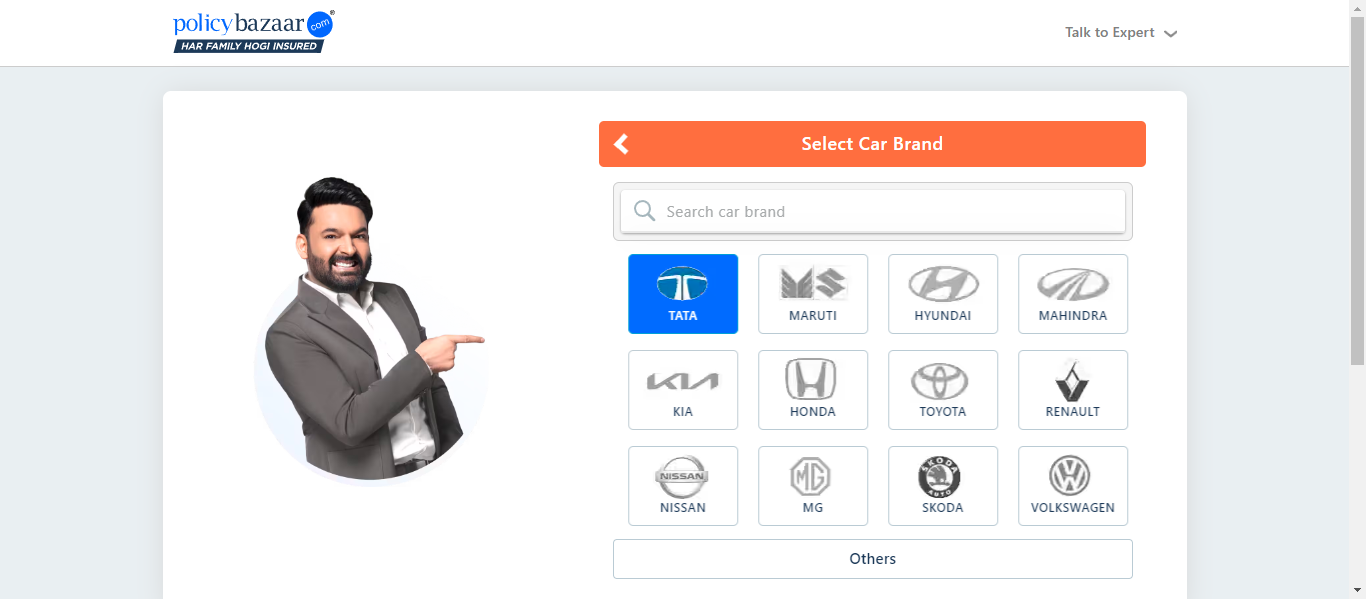 policybazaar.com®
HAR FAMILY HOGI INSURED
Talk to Expert
Select Car Brand
Search car brand
TATA
MARUTI
HYUNDAI
MAHINDRA
KIA
HONDA
TOYOTA
RENAULT
NISSAN
NISSAN
MG
MG
SKODA
AUTO
SKODA
VOLKSWAGEN
Others